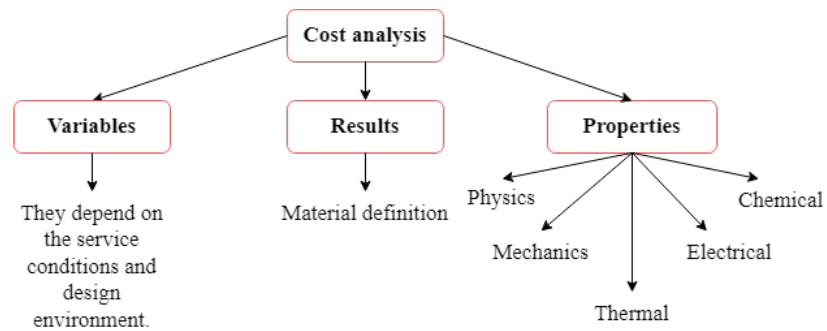 Cost analysis
Variables
Results
Properties
They depend on
the service
conditions and
design
environment.
Material definition
Physics
Mechanics
Thermal
Electrical
Chemical